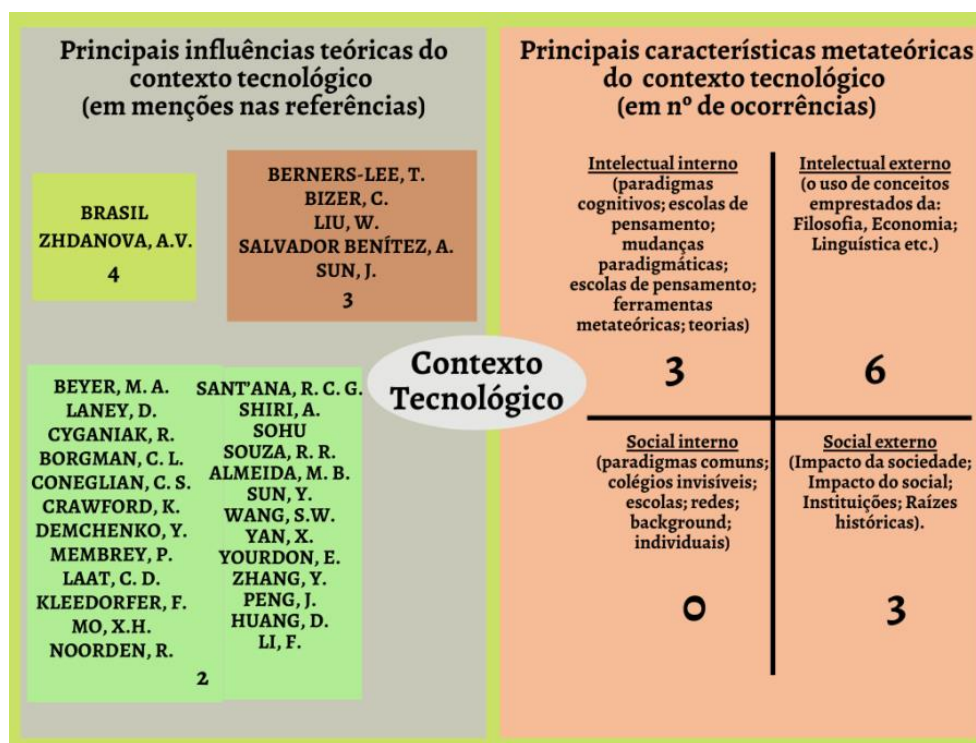 Principais influências teóricas do
contexto tecnológico
(em menções nas referências)
BRASIL
ZHDANOVA, A.V.
4
BERNERS-LEE, T.
BIZER, C.
LIU, W.
SALVADOR BENÍTEZ, A.
SUN, J.
3
BEYER, M. A.
LANEY, D.
CYGANIAK, R.
BORGMAN, C. L.
CONEGLIAN, C. S.
CRAWFORD, K.
DEMCHENKO, Y.
MEMBREY, P.
LAAT, C. D.
KLEEDORFER, F.
MO, X.H.
NOORDEN, R.
SANT'ANA, R. C. G.
SHIRI, A.
SOHU
SOUZA, R. R.
ALMEIDA, M. B.
SUN, Y.
WANG, S.W.
YAN, X.
YOURDON, E.
ZHANG, Y.
PENG, J.
HUANG, D.
LI, F.
2
Contexto
Tecnológico
Principais características metateóricas
do contexto tecnológico
(em nº de ocorrências)
Intelectual interno
(paradigmas
cognitivos; escolas de
pensamento;
mudanças
paradigmáticas;
escolas de pensamento;
ferramentas
metateóricas; teorias)
3
Intelectual externo
(o uso de conceitos
emprestados da:
Filosofia, Economia;
Linguística etc.)
6
Social interno
(paradigmas comuns;
colégios invisíveis;
escolas; redes;
background;
individuais)
0
Social externo
(Impacto da sociedade;
Impacto do social;
Instituições; Raízes
históricas).
3